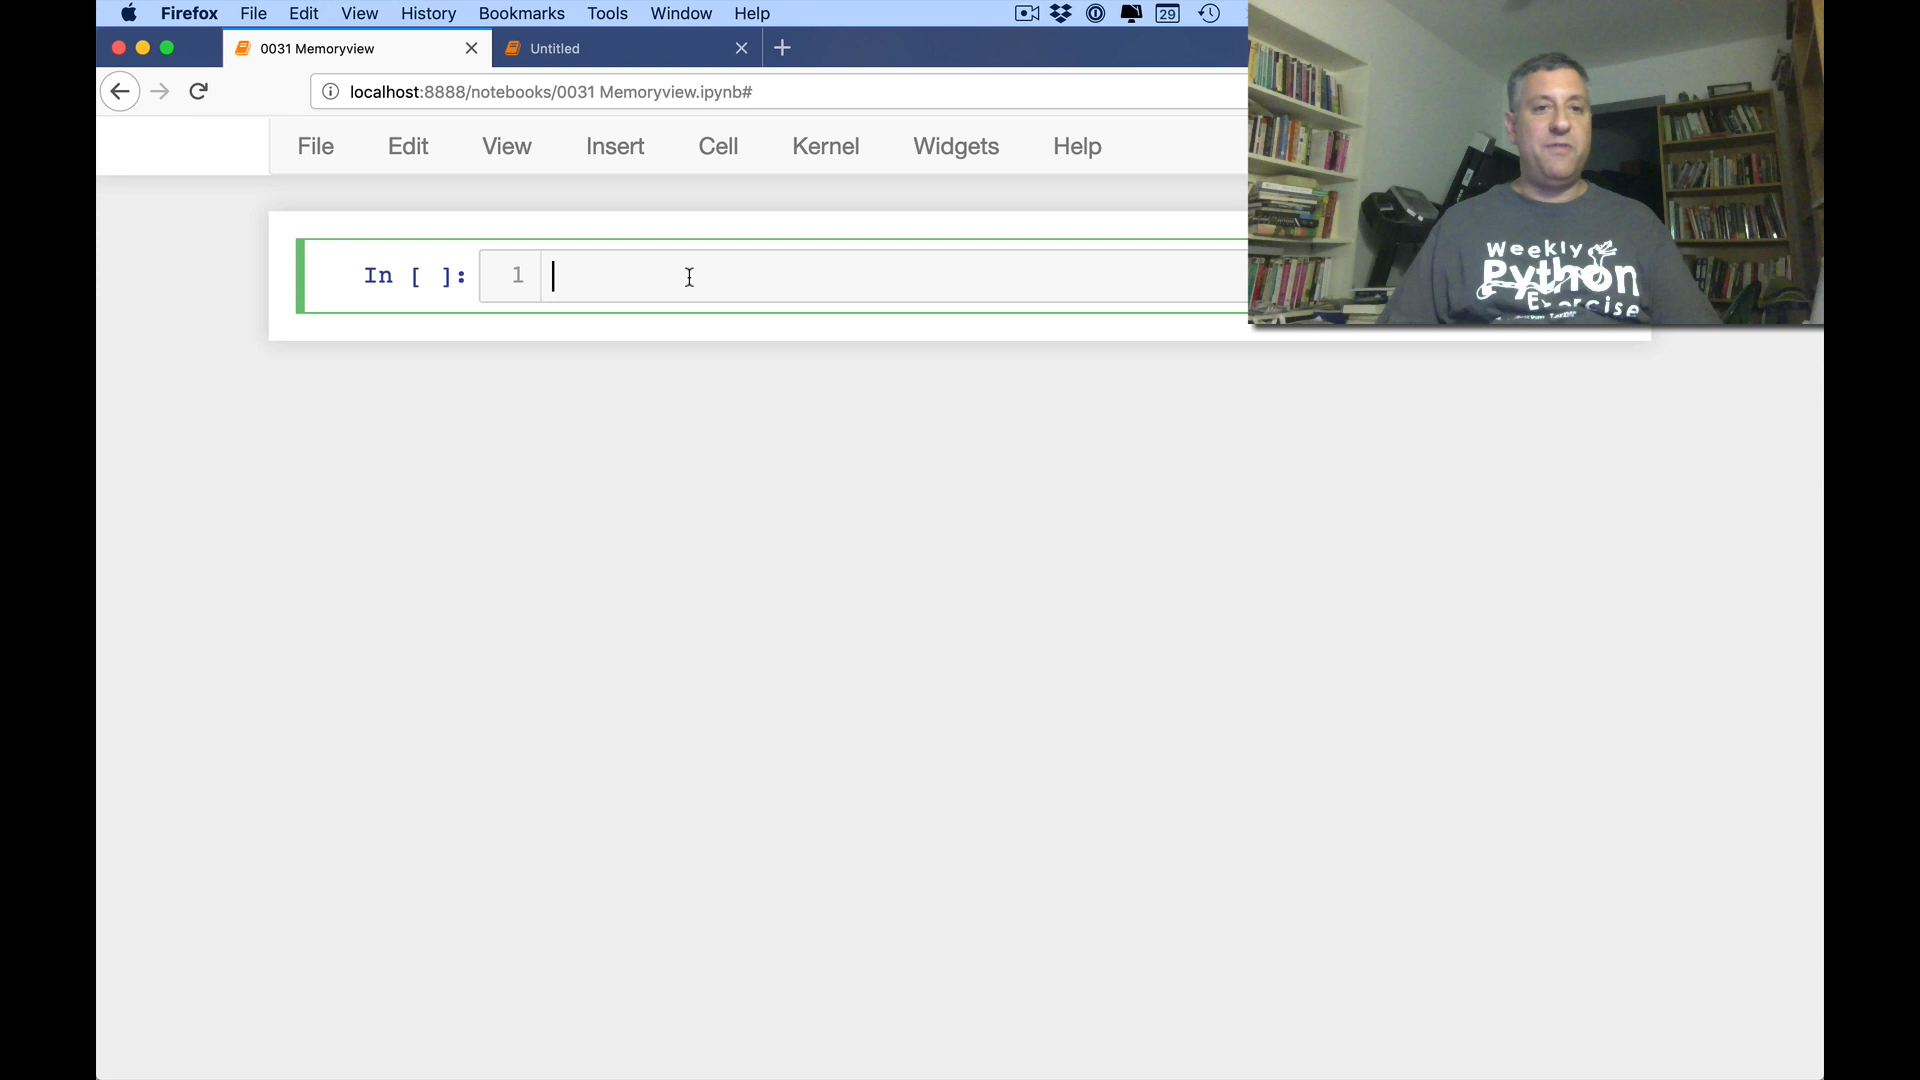 Firefox File Edit View History Bookmarks Tools Window Help 29
0031 Memoryview Untitled
localhost:8888/notebooks/0031 Memoryview.ipynb#
File Edit View Insert Cell Kernel Widgets Help
In [ ]: 1
Weekly
Python
Exercise